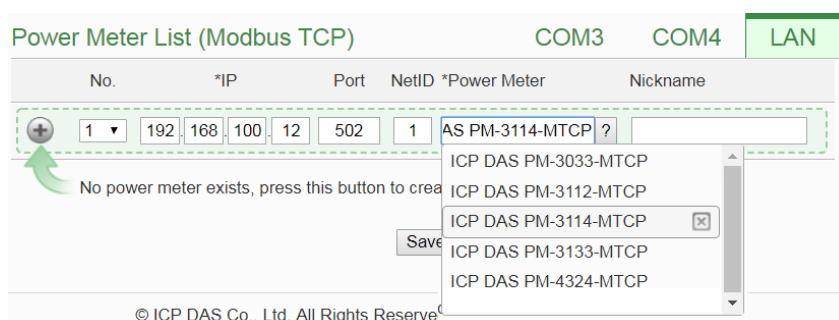 Power Meter List (Modbus TCP) COM3 COM4 LAN
No. *IP Port NetID *Power Meter Nickname
1 192 . 168 . 100 . 12 502 1 AS PM-3114-MTCP ?
ICP DAS PM-3033-MTCP
No power meter exists, press this button to crea
ICP DAS PM-3112-MTCP
ICP DAS PM-3114-MTCP
Save
ICP DAS PM-3133-MTCP
ICP DAS PM-4324-MTCP
© ICP DAS Co., Ltd. All Rights Reserve